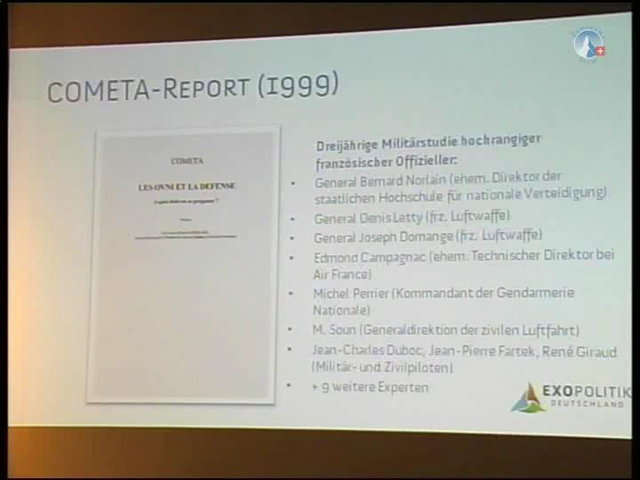 COMETA-REPORT (1999)
COMETA
LES OVNI ET LA DEFENSE
Dreijährige Militärstudie hochrangiger
französischer Offizieller:
• General Bernard Norlain (ehem. Direktor der
staatlichen Hochschule für nationale Verteidigung)
• General Denis Letty (frz. Luftwaffe)
• General Joseph Domange (frz. Luftwaffe)
• Edmond Campagnac (ehem. Technischer Direktor bei
Air France)
• Michel Perrier (Kommandant der Gendarmerie
Nationale)
• M. Soun (Generaldirektion der zivilen Luftfahrt)
• Jean-Charles Duboc, Jean-Pierre Fartek, René Giraud
(Militär- und Zivilpiloten)
• + 9 weitere Experten
EXOPOLITIK
DEUTSCHLAND